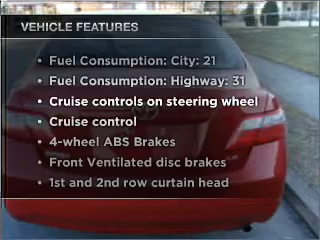 VEHICLE FEATURES
• Fuel Consumption: City: 21
• Fuel Consumption: Highway: 31
• Cruise controls on steering wheel
• Cruise control
• 4-wheel ABS Brakes
• Front Ventilated disc brakes
• 1st and 2nd row curtain head